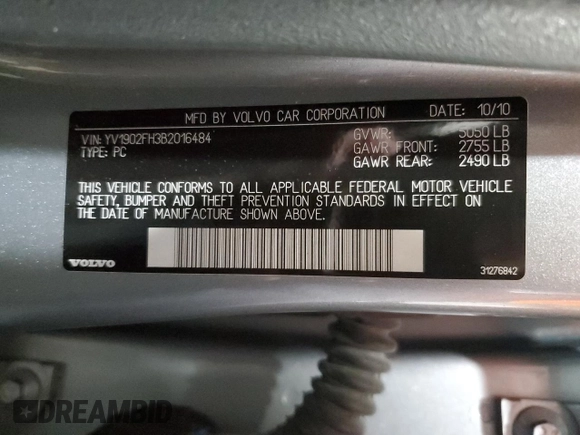 MFD BY VOLVO CAR CORPORATION DATE: 10/10
VIN: YV1902FH3B2016484 GVWR: 5050 LB
TYPE: PC GAWR FRONT: 2755 LB
GAWR REAR: 2490 LB
THIS VEHICLE CONFORMS TO ALL APPLICABLE FEDERAL MOTOR VEHICLE
SAFETY, BUMPER AND THEFT PREVENTION STANDARDS IN EFFECT ON
THE DATE OF MANUFACTURE SHOWN ABOVE.
VOLVO 31276842
DREAMBID